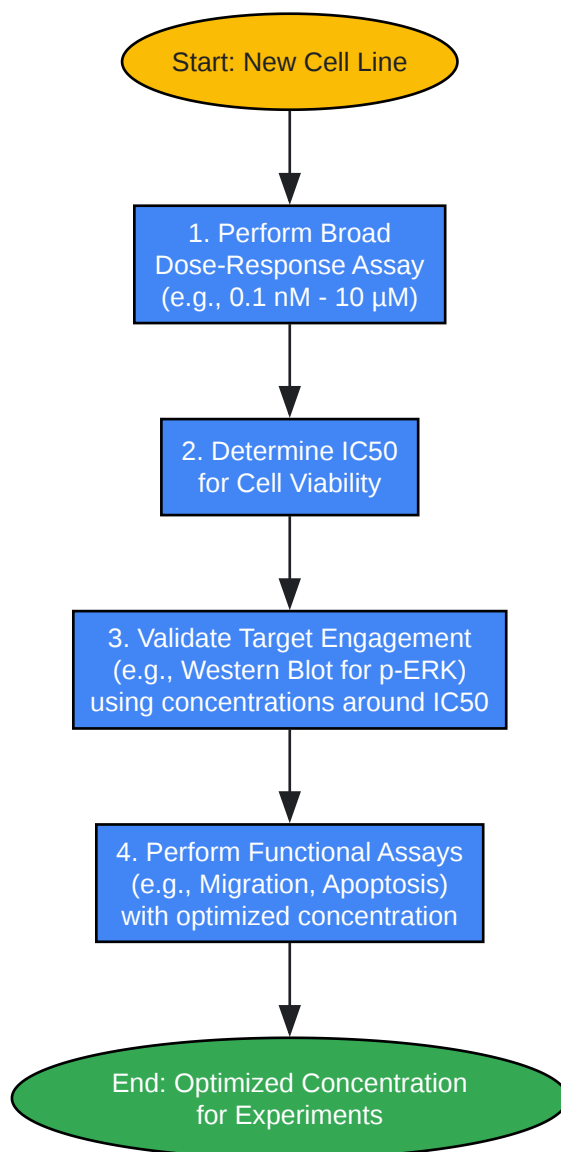 Start: New Cell Line
1. Perform Broad
Dose-Response Assay
(e.g., 0.1 nM - 10 µM)
2. Determine IC50
for Cell Viability
3. Validate Target Engagement
(e.g., Western Blot for p-ERK)
using concentrations around IC50
4. Perform Functional Assays
(e.g., Migration, Apoptosis)
with optimized concentration
End: Optimized Concentration
for Experiments